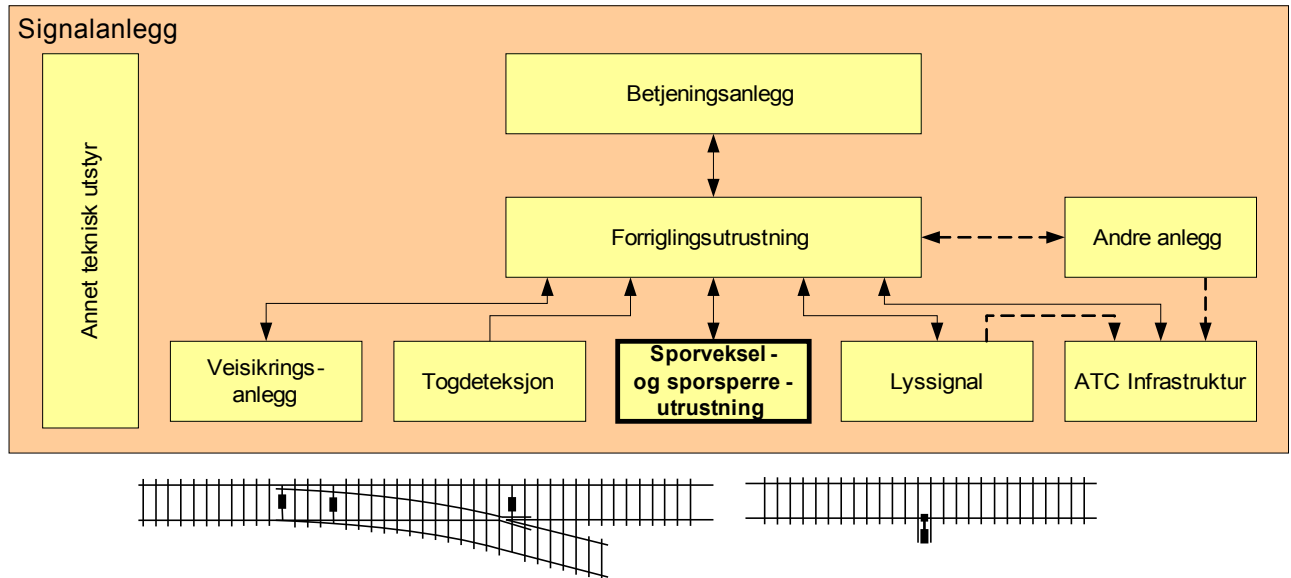 Signalanlegg
Annet teknisk utstyr
Betjeningsanlegg
Forriglingsutrustning
Andre anlegg
Veisikrings-
anlegg
Togdeteksjon
Sporveksel -
og sporsperre -
utrustning
Lyssignal
ATC Infrastruktur